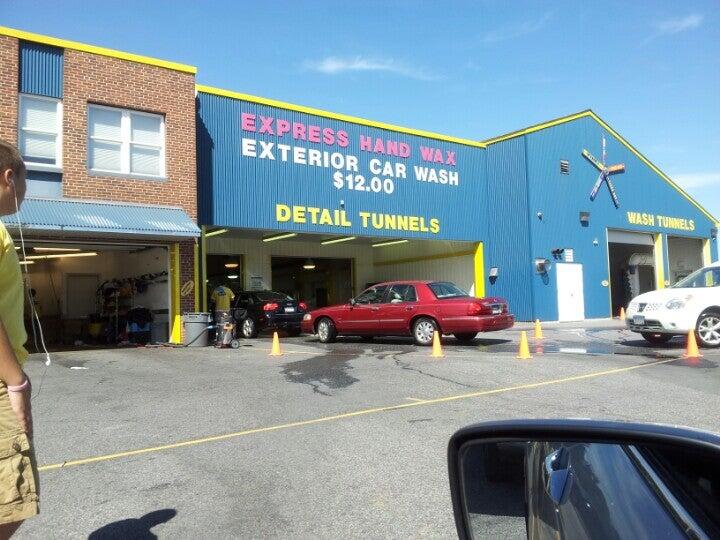 EXPRESS HAND WAX
EXTERIOR CAR WASH
$12.00
DETAIL TUNNELS
WASH TUNNELS